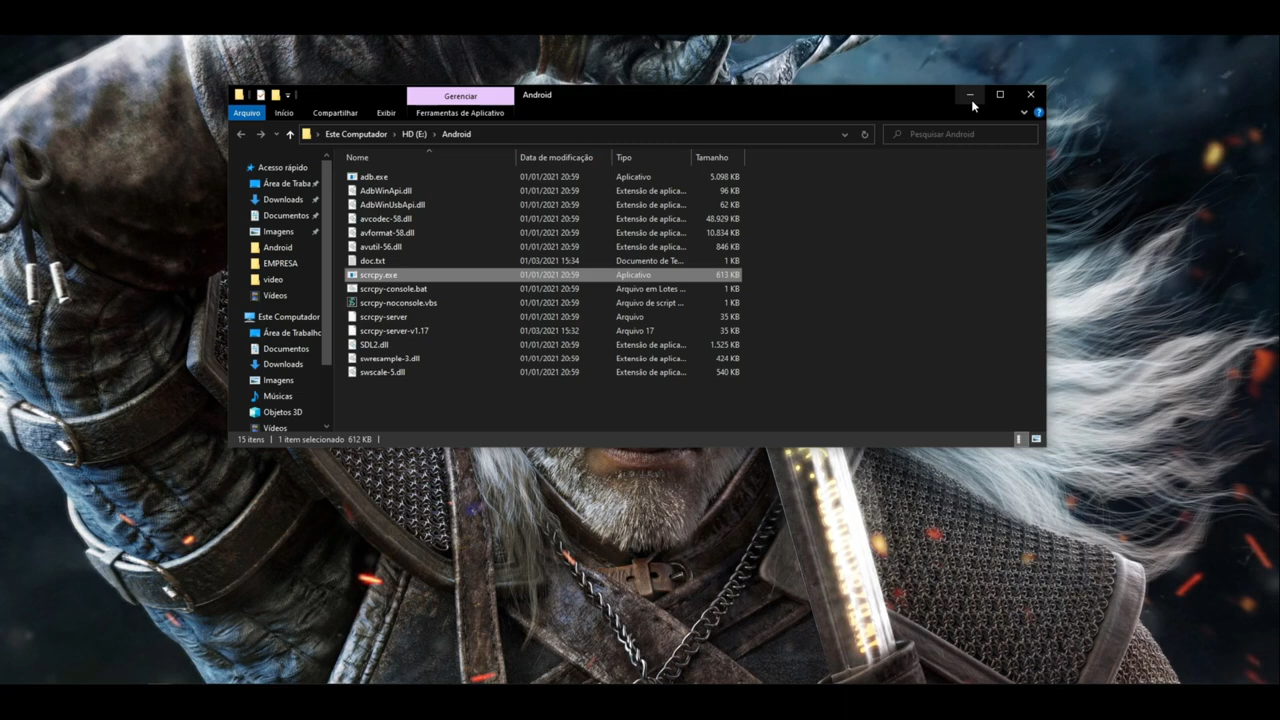 Gerenciar
Android
Arquivo
Início
Compartilhar
Exibir
Ferramentas de Aplicativo
Este Computador > HD (E:) > Android
Pesquisar Android
Acesso rápido
Área de Traba
Downloads
Documentos
Imagens
Android
EMPRESA
video
Vídeos
Este Computador
Área de Trabalho
Documentos
Downloads
Imagens
Músicas
Objetos 3D
Vídeos
Nome Data de modificação Tipo Tamanho
adb.exe 01/01/2021 20:59 Aplicativo 5.098 KB
AdbWinApi.dll 01/01/2021 20:59 Extensão de aplica... 96 KB
AdbWinUsbApi.dll 01/01/2021 20:59 Extensão de aplica... 62 KB
avcodec-58.dll 01/01/2021 20:59 Extensão de aplica... 48.929 KB
avformat-58.dll 01/01/2021 20:59 Extensão de aplica... 10.834 KB
avutil-56.dll 01/01/2021 20:59 Extensão de aplica... 846 KB
doc.txt 01/03/2021 15:34 Documento de Te... 1 KB
scrcpy.exe 01/01/2021 20:59 Aplicativo 613 KB
scrcpy-console.bat 01/01/2021 20:59 Arquivo em Lotes ... 1 KB
scrcpy-noconsole.vbs 01/01/2021 20:59 Arquivo de script ... 1 KB
scrcpy-server 01/01/2021 20:59 Arquivo 35 KB
scrcpy-server-v1.17 01/03/2021 15:32 Arquivo 17 35 KB
SDL2.dll 01/01/2021 20:59 Extensão de aplica... 1.525 KB
swresample-3.dll 01/01/2021 20:59 Extensão de aplica... 424 KB
swscale-5.dll 01/01/2021 20:59 Extensão de aplica... 540 KB
15 itens | 1 item selecionado 612 KB |